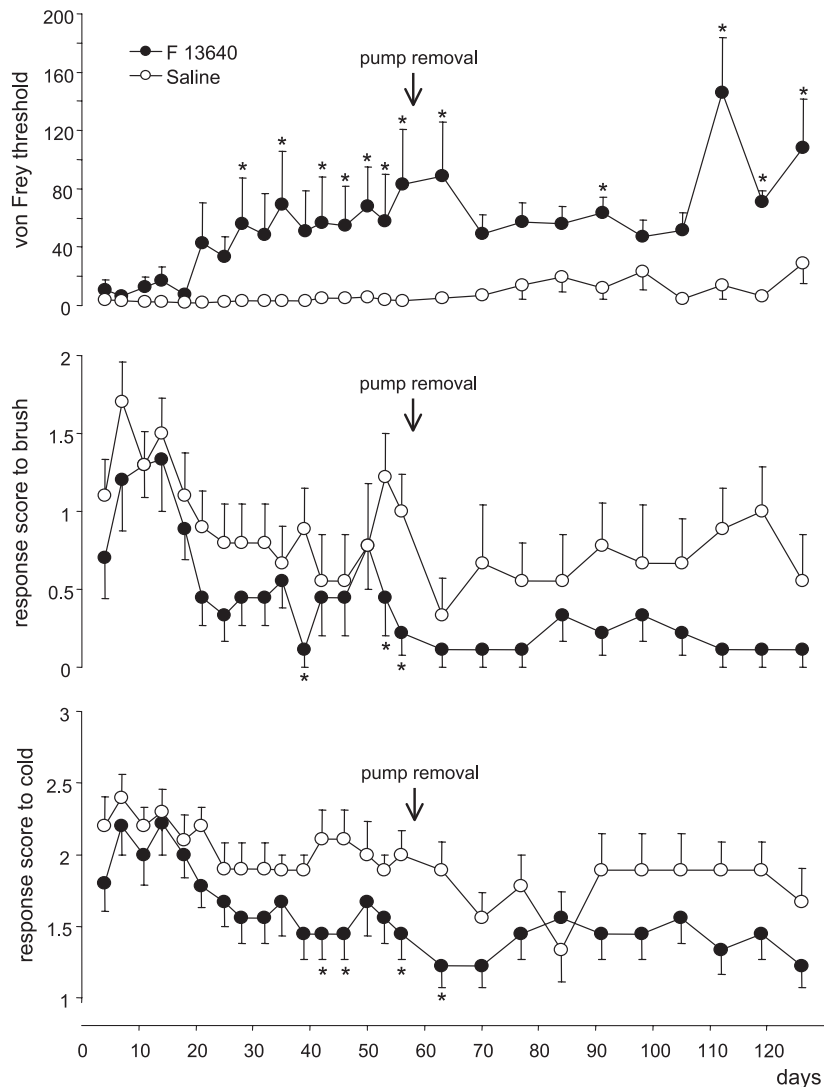 200
160
120
80
40
0
von Frey threshold
F 13640
Saline
pump removal
* * * * * * * * * * * *
2
1.5
1
0.5
0
response score to brush
pump removal
* * *
3
2.5
2
1.5
1
response score to cold
pump removal
* * * *
0 10 20 30 40 50 60 70 80 90 100 110 120
days